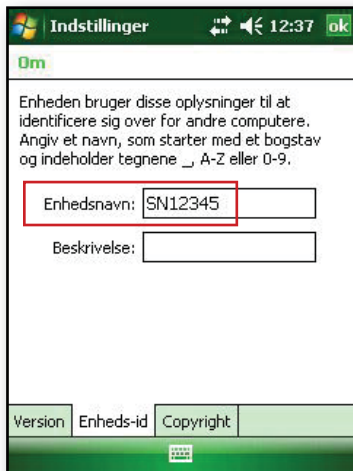 Indstillinger 12:37 ok
Om
Enheden bruger disse oplysninger til at
identificere sig over for andre computere.
Angiv et navn, som starter med et bogstav
og indeholder tegnene _, A-Z eller 0-9.
Enhedsnavn: SN12345
Beskrivelse:
Version Enheds-id Copyright